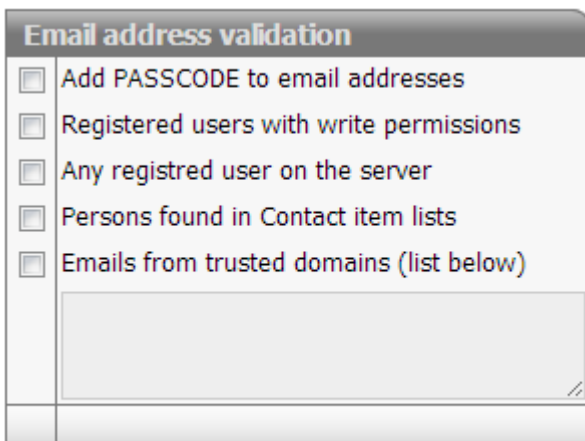 Email address validation
Add PASSCODE to email addresses
Registered users with write permissions
Any registred user on the server
Persons found in Contact item lists
Emails from trusted domains (list below)